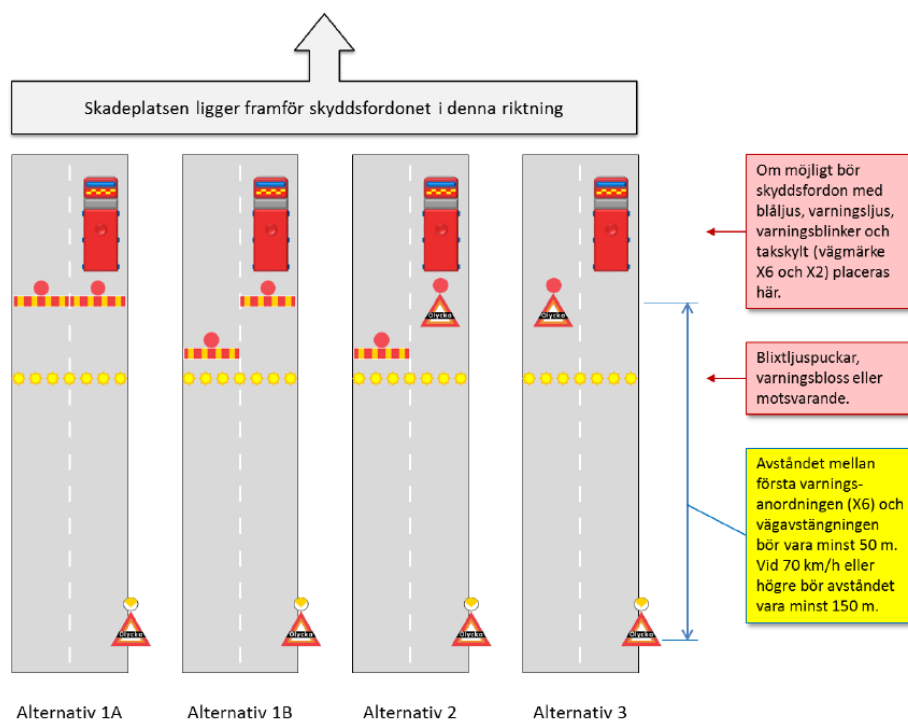 Skadeplatsen ligger framför skyddsfordonet i denna riktning
Om möjligt bör
skyddsfordon med
blåljus, varningsljus,
varningsblinker och
takskylt (vägmärke
X6 och X2) placeras
här.
Olycka
Olycka
Blixtljuspuckar,
varningsbloss eller
motsvarande.
Avståndet mellan
första varnings-
anordningen (X6) och
vägavstängningen
bör vara minst 50 m.
Vid 70 km/h eller
högre bör avståndet
vara minst 150 m.
Olycka
Olycka
Olycka
Olycka
Alternativ 1A
Alternativ 1B
Alternativ 2
Alternativ 3